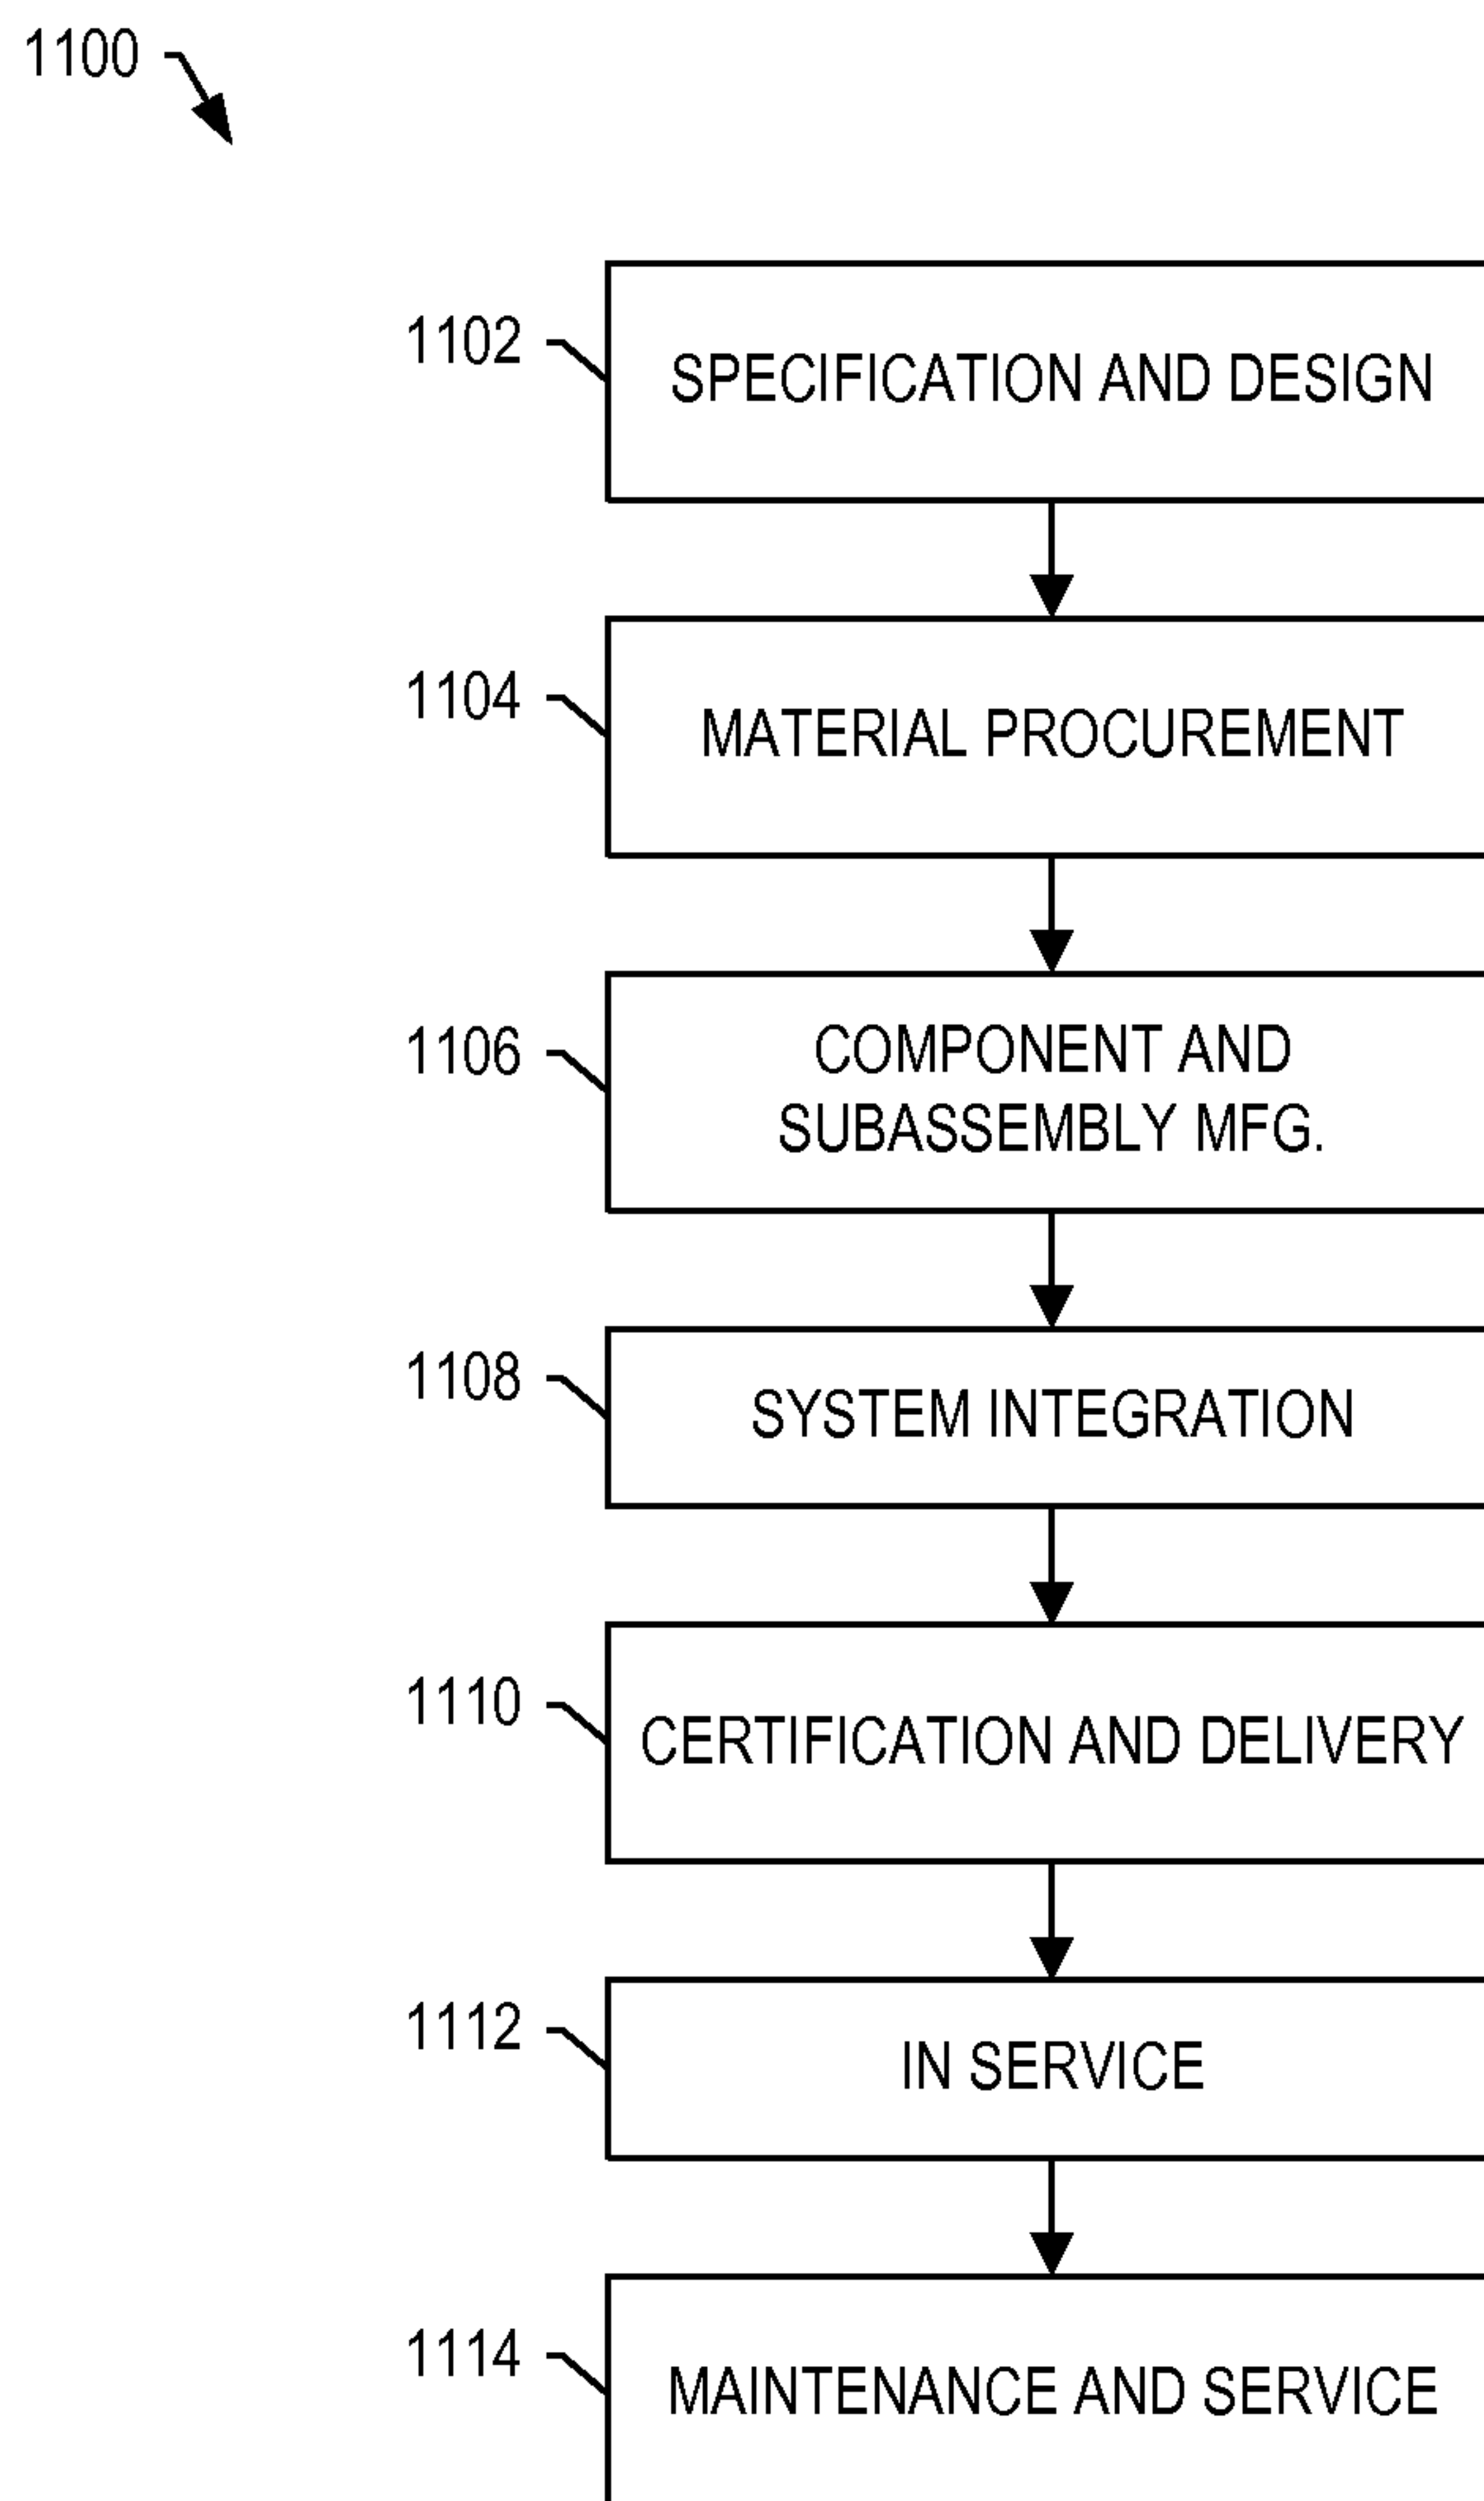 1100
1102
SPECIFICATION AND DESIGN
1104
MATERIAL PROCUREMENT
1106
COMPONENT AND
SUBASSEMBLY MFG.
1108
SYSTEM INTEGRATION
1110
CERTIFICATION AND DELIVERY
1112
IN SERVICE
1114
MAINTENANCE AND SERVICE